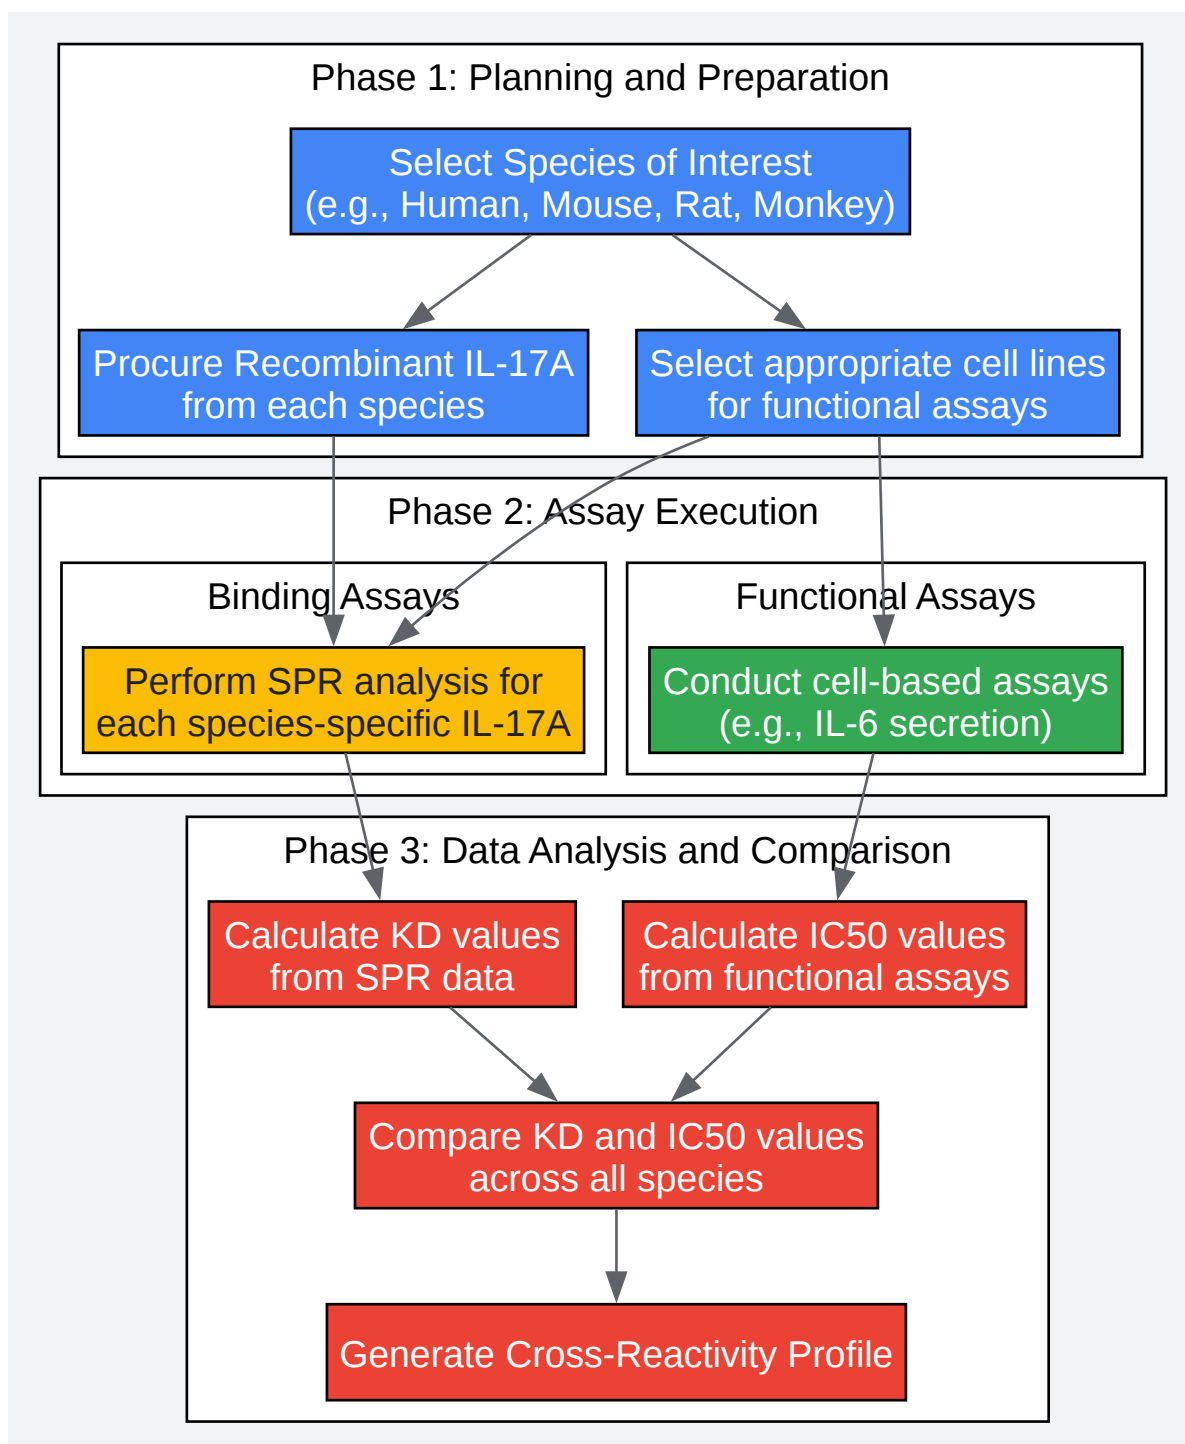 Phase 1: Planning and Preparation
Select Species of Interest
(e.g., Human, Mouse, Rat, Monkey)
Procure Recombinant IL-17A
from each species
Select appropriate cell lines
for functional assays
Phase 2: Assay Execution
Binding Assays
Perform SPR analysis for
each species-specific IL-17A
Functional Assays
Conduct cell-based assays
(e.g., IL-6 secretion)
Phase 3: Data Analysis and Comparison
Calculate KD values
from SPR data
Calculate IC50 values
from functional assays
Compare KD and IC50 values
across all species
Generate Cross-Reactivity Profile